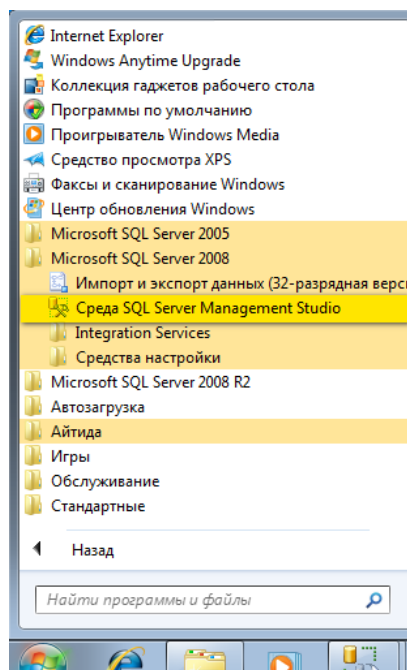 Internet Explorer
Windows Anytime Upgrade
Коллекция гаджетов рабочего стола
Программы по умолчанию
Проигрыватель Windows Media
Средство просмотра XPS
Факсы и сканирование Windows
Центр обновления Windows
Microsoft SQL Server 2005
Microsoft SQL Server 2008
Импорт и экспорт данных (32-разрядная верс
Среда SQL Server Management Studio
Integration Services
Средства настройки
Microsoft SQL Server 2008 R2
Автозагрузка
Айтида
Игры
Обслуживание
Стандартные
Назад
Найти программы и файлы